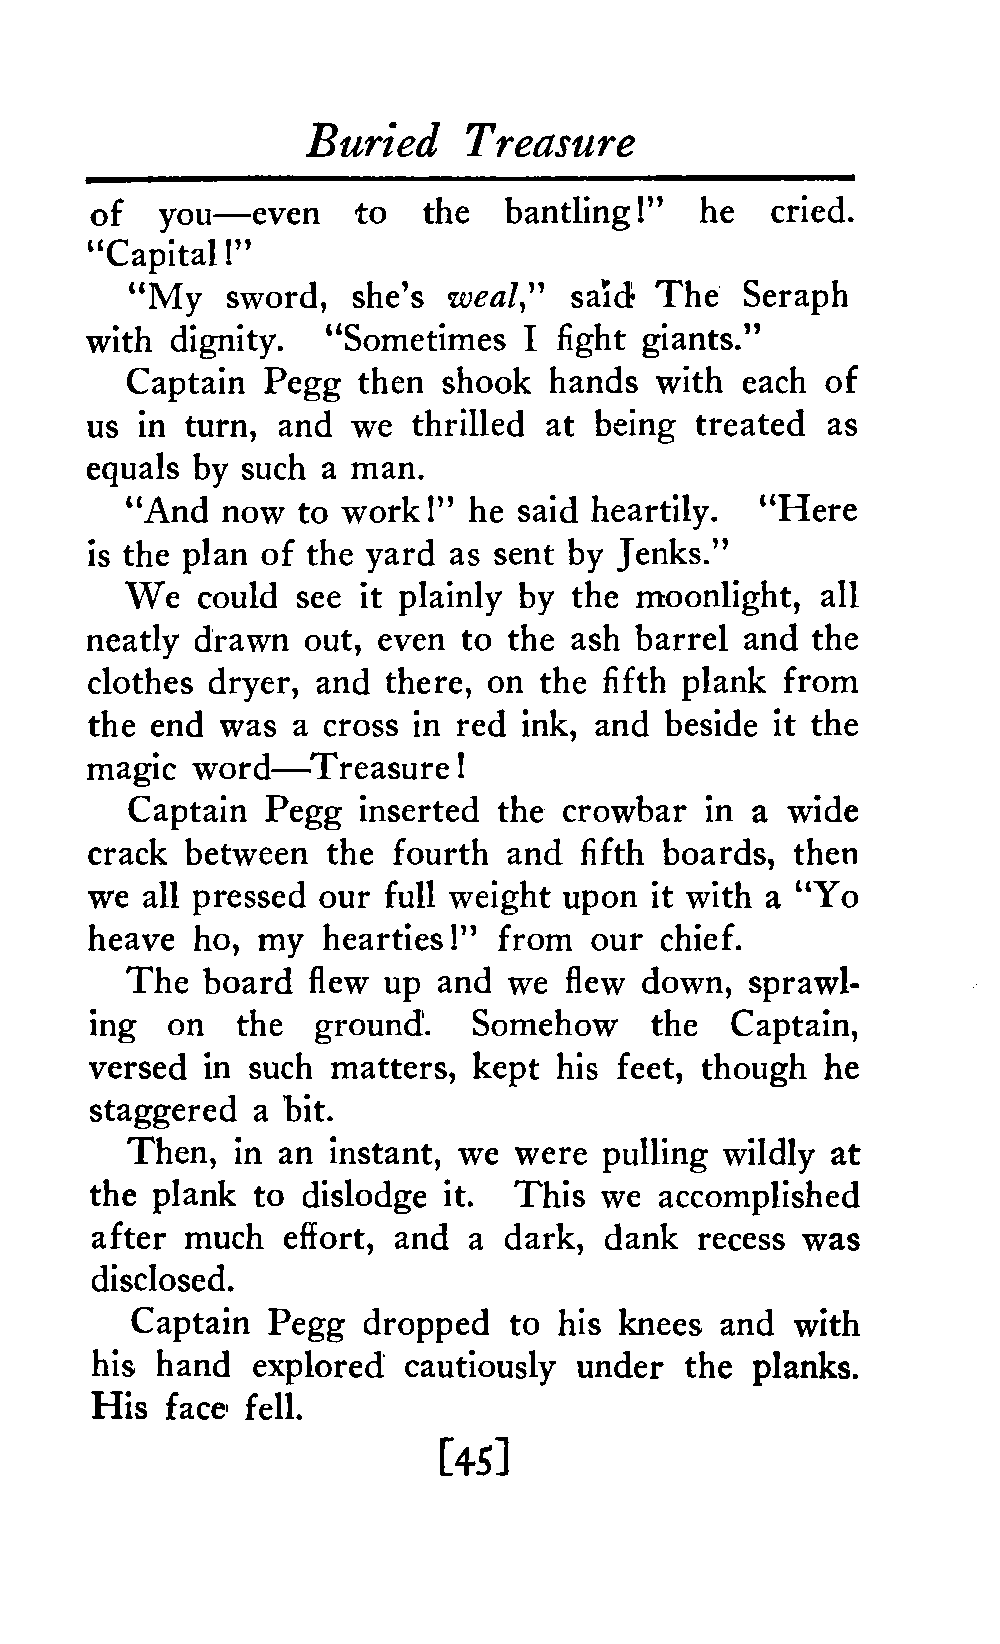 Buried Treasure
of you—even to the bantling!" he cried.
"Capital!"
"My sword, she's weal," said The Seraph
with dignity. "Sometimes I fight giants."
Captain Pegg then shook hands with each of
us in turn, and we thrilled at being treated as
equals by such a man.
"And now to work!" he said heartily. "Here
is the plan of the yard as sent by Jenks."
We could see it plainly by the moonlight, all
neatly drawn out, even to the ash barrel and the
clothes dryer, and there, on the fifth plank from
the end was a cross in red ink, and beside it the
magic word—Treasure!
Captain Pegg inserted the crowbar in a wide
crack between the fourth and fifth boards, then
we all pressed our full weight upon it with a "Yo
heave ho, my hearties!" from our chief.
The board flew up and we flew down, sprawl-
ing on the ground. Somehow the Captain,
versed in such matters, kept his feet, though he
staggered a bit.
Then, in an instant, we were pulling wildly at
the plank to dislodge it. This we accomplished
after much effort, and a dark, dank recess was
disclosed.
Captain Pegg dropped to his knees and with
his hand explored cautiously under the planks.
His face fell.
[45]